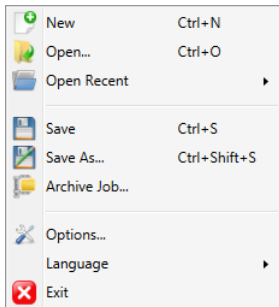 New Ctrl+N
Open... Ctrl+O
Open Recent
Save Ctrl+S
Save As... Ctrl+Shift+S
Archive Job...
Options...
Language
Exit